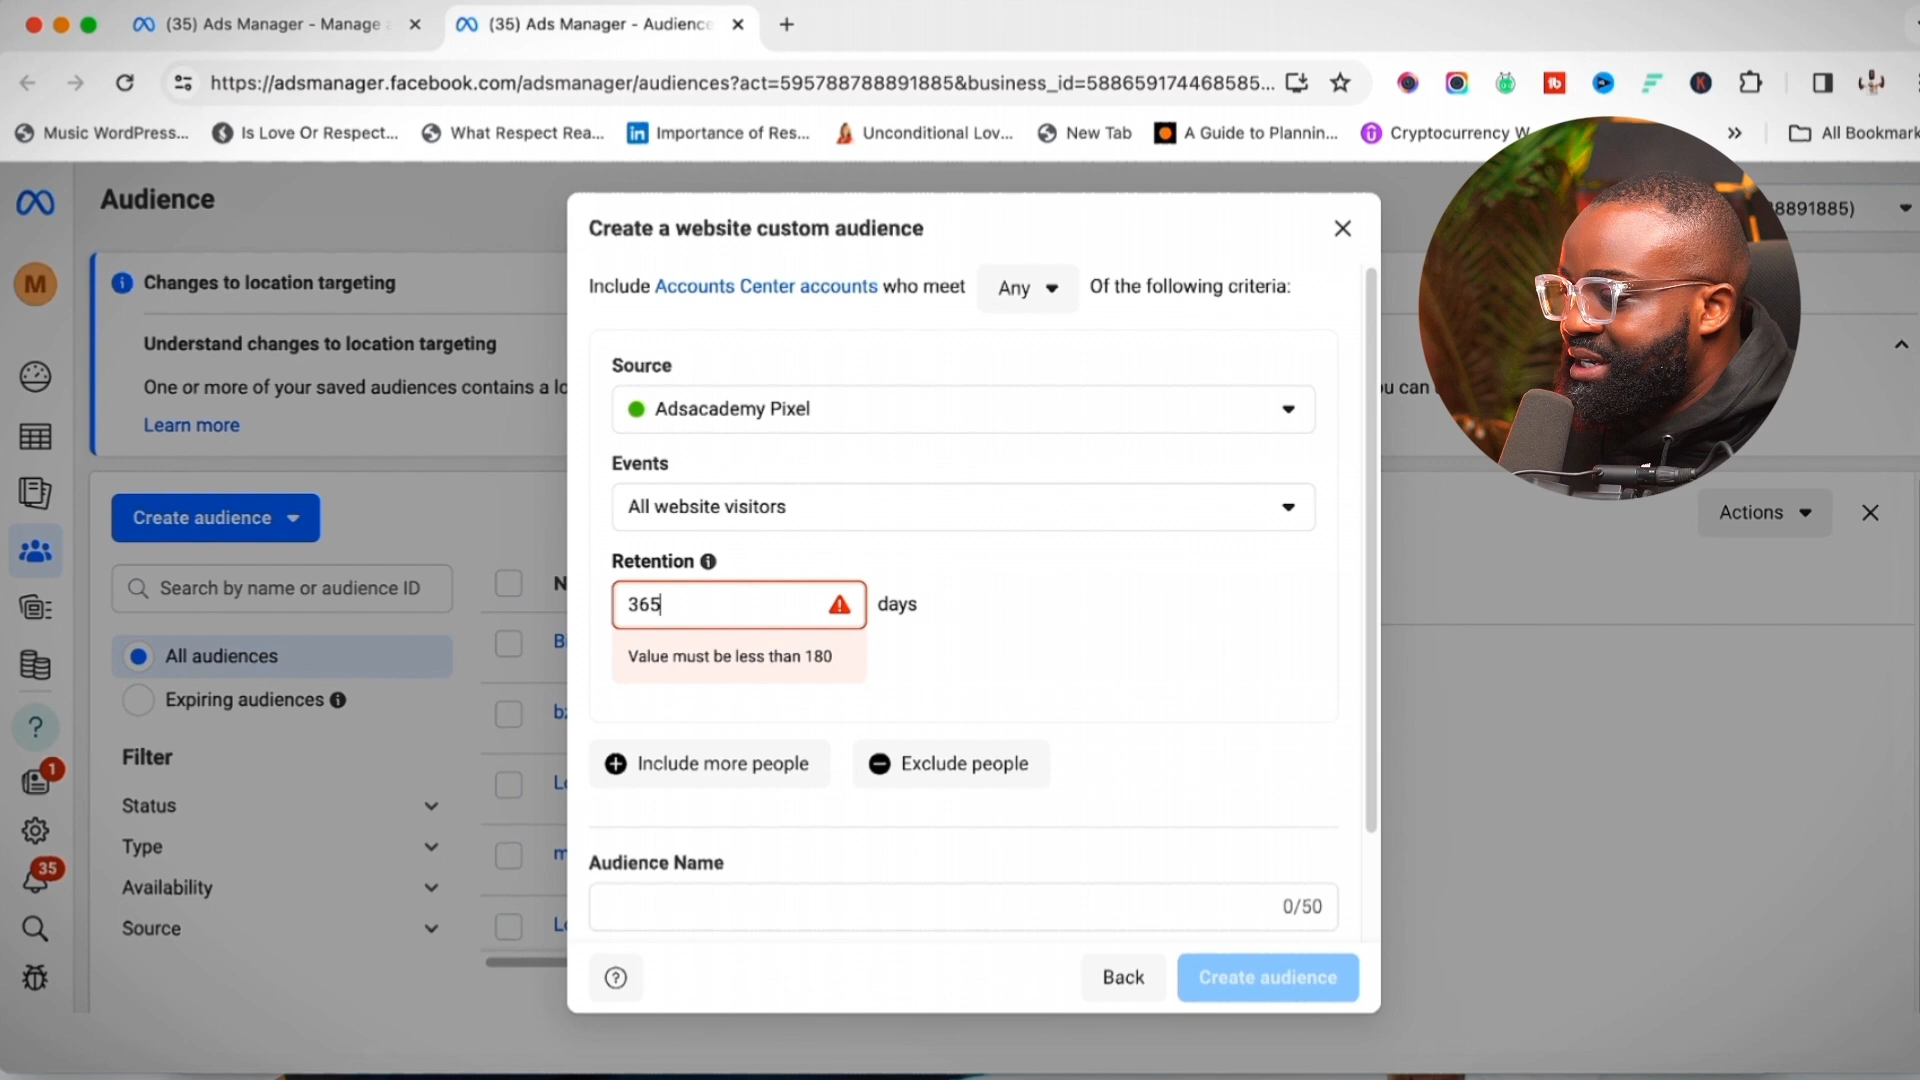 (35) Ads Manager - Manage
(35) Ads Manager - Audience
https://adsmanager.facebook.com/adsmanager/audiences?act=595788788891885&business_id=588659174468585...
Music WordPress...
Is Love Or Respect...
What Respect Rea...
Importance of Res...
Unconditional Lov...
New Tab
A Guide to Plannin...
Cryptocurrency W
All Bookmark
Audience
8891885)
Changes to location targeting
Understand changes to location targeting
One or more of your saved audiences contains a lo
ou can
Learn more
M
Create audience
Search by name or audience ID
All audiences
Expiring audiences
Filter
Status
Type
Availability
Source
1
35
Actions
Create a website custom audience
Include Accounts Center accounts who meet Any Of the following criteria:
Source
Adsacademy Pixel
Events
All website visitors
Retention
365 days
Value must be less than 180
Include more people
Exclude people
Audience Name
0/50
Back
Create audience